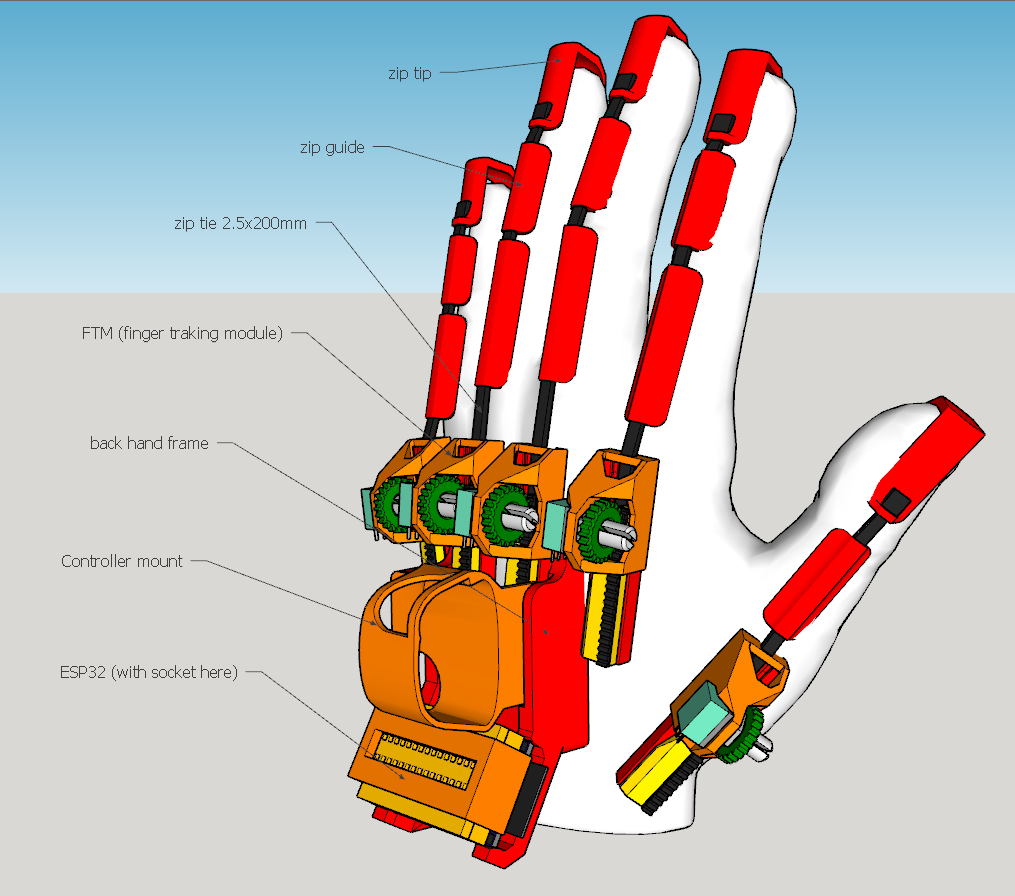 zip tip
zip guide
zip tie 2.5x200mm
FTM (finger traking module)
back hand frame
Controller mount
ESP32 (with socket here)